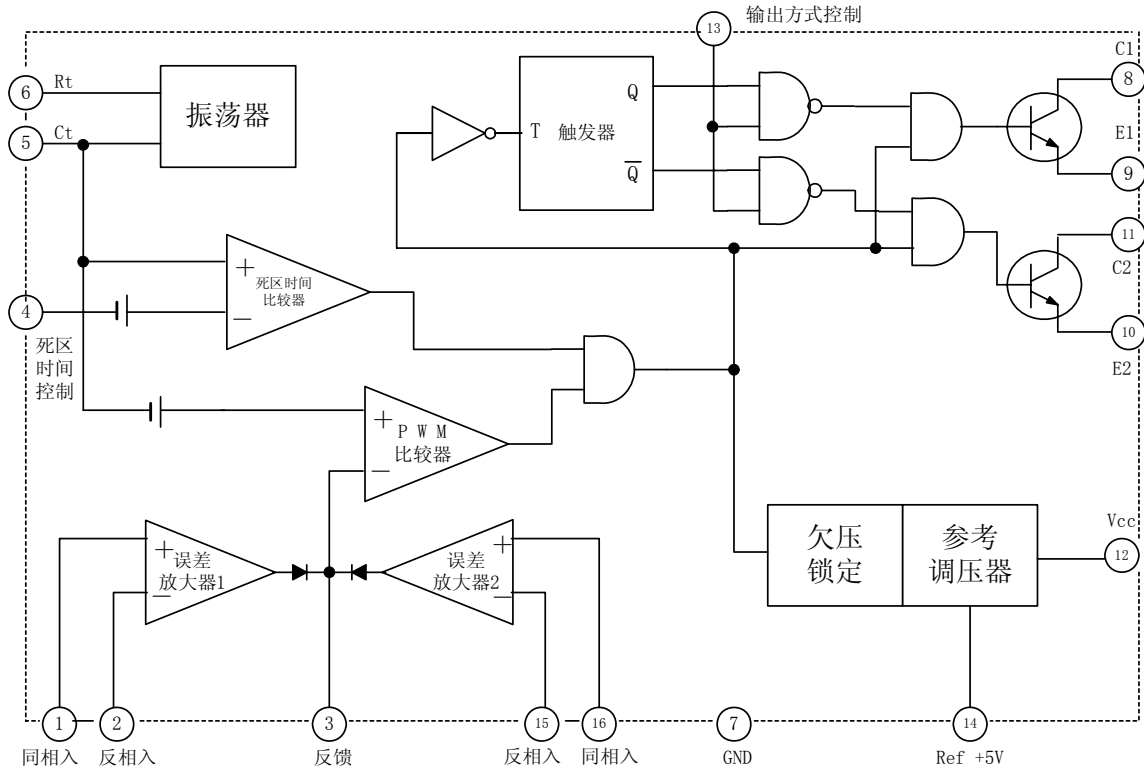 13
输出方式控制
C1
6
Rt
8
振荡器
Q
5
Ct
T 触发器
E1
Q
9
11
+
死区时间
比较器
−
C2
4
10
死区
时间
控制
E2
+
P W M
比较器
−
Vcc
欠压
锁定
参考
调压器
12
+
误差
放大器1
−
+
误差
放大器2
−
1
2
3
15
16
7
14
同相入
反相入
反馈
反相入
同相入
GND
Ref +5V